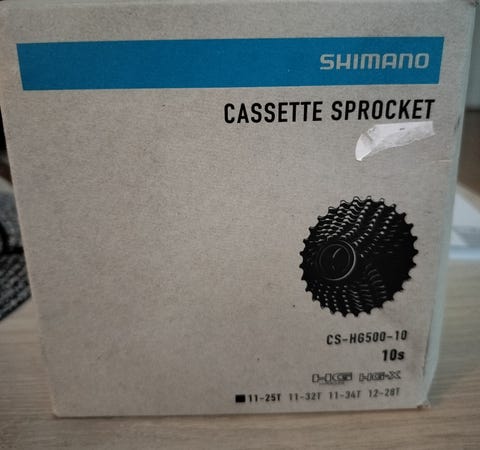 SHIMANO
CASSETTE SPROCKET
CS-HG500-10
10s
HG HG-X
11-25T 11-32T 11-34T 12-28T